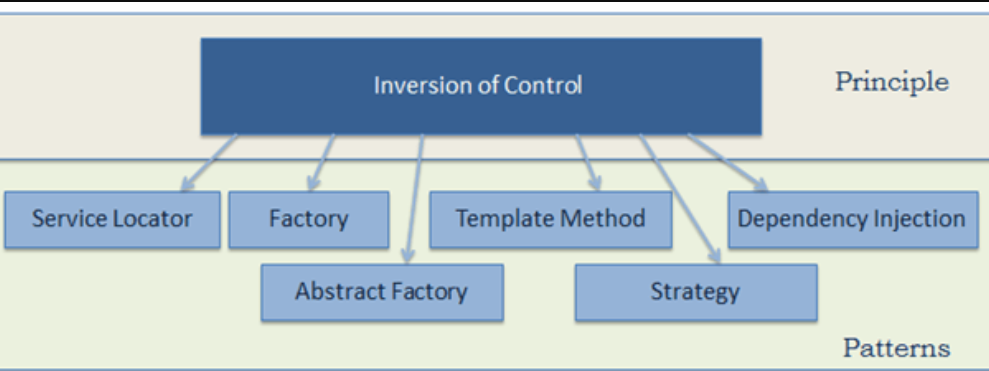 Inversion of Control
Principle
Service Locator
Factory
Template Method
Dependency Injection
Abstract Factory
Strategy
Patterns